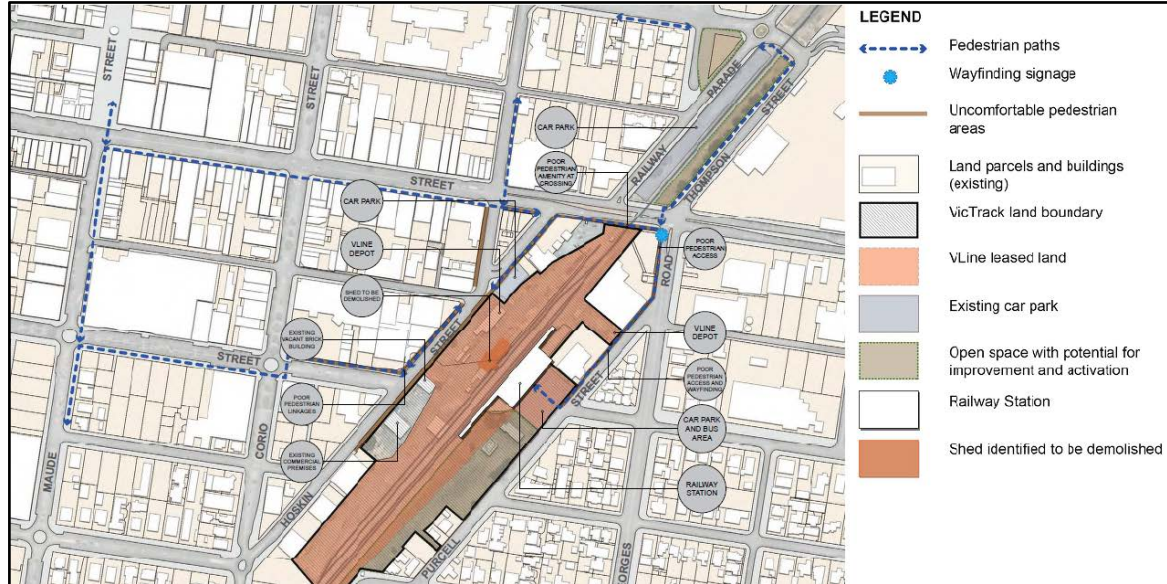 STREET
STREET
PARADE
RAILWAY
STREET
THOMPSON
CAR PARK
POOR
PEDESTRIAN
AMENITY AT
CROSSING
STREET
CAR PARK
VLINE
DEPOT
SHED TO BE
DEMOLISHED
EXISTING
VACANT BRICK
BUILDING
STREET
STREET
POOR
PEDESTRIAN
LINKAGES
EXISTING
COMMERCIAL
PREMISES
MAUDE
CORIO
HOSKIN
PURCELL
POOR
PEDESTRIAN
ACCESS
ROAD
VLINE
DEPOT
POOR
PEDESTRIAN
ACCESS AND
WAYFINDING
STREET
CAR PARK
AND BUS
AREA
RAILWAY
STATION
ORGES
LEGEND
Pedestrian paths
Wayfinding signage
Uncomfortable pedestrian
areas
Land parcels and buildings
(existing)
VicTrack land boundary
VLine leased land
Existing car park
Open space with potential for
improvement and activation
Railway Station
Shed identified to be demolished